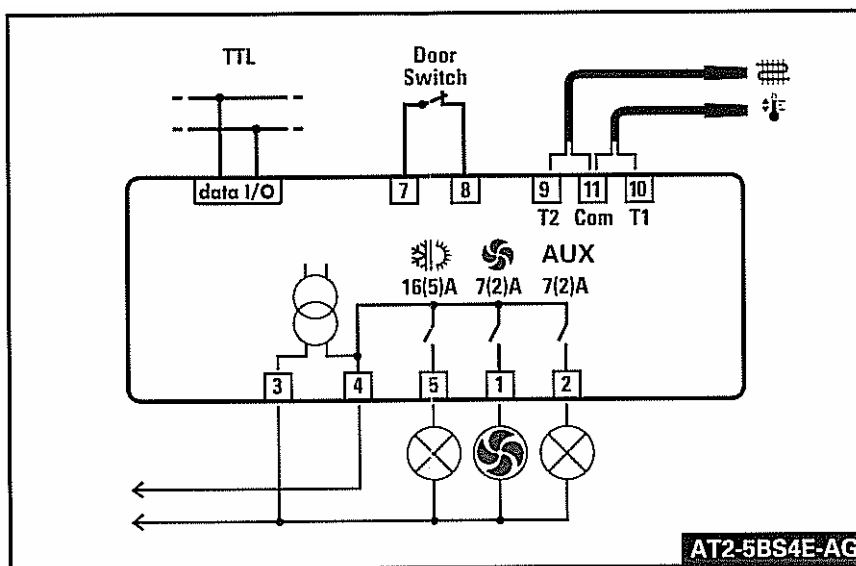 TTL
Door
Switch
data I/O
7
8
9
11
10
T2
Com
T1
AUX
16(5)A
7(2)A
7(2)A
3
4
5
1
2
AT2-5BS4E-AG